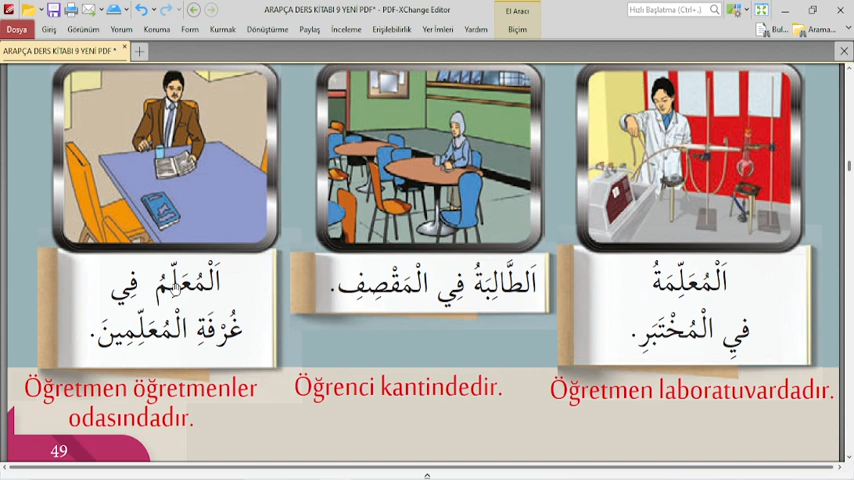 ARAPÇA DERS KİTABI 9 YENİ PDF* - PDF-XChange Editor
El Aracı
Hızlı Başlatma (Ctrl+.)
Dosya Giriş Görünüm Yorum Koruma Form Kurmak Dönüştürme Paylaş İnceleme Erişilebilirlik Yer İmleri Yardım Biçim
Bul... Arama...
ARAPÇA DERS KİTABI 9 YENİ PDF *
اَلْمُعَلِّمُ فِي
غُرْفَةِ الْمُعَلِّمِينَ.
اَلطَّالِبَةُ فِي الْمَقْصِفِ.
اَلْمُعَلِّمَةُ
فِي الْمُخْتَبَرِ.
Öğretmen öğretmenler
odasındadır.
Öğrenci kantindedir.
Öğretmen laboratuvardadır.
49